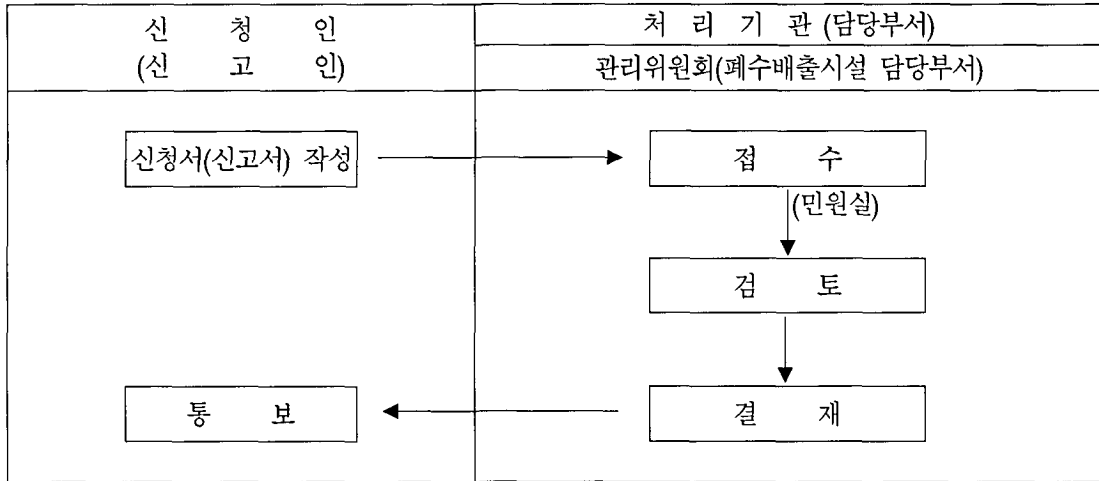 신 청 인
(신 고 인)
처 리 기 관 (담당부서)
관리위원회(폐수배출시설 담당부서)
신청서(신고서) 작성
접 수
(민원실)
검 토
통 보
결 재